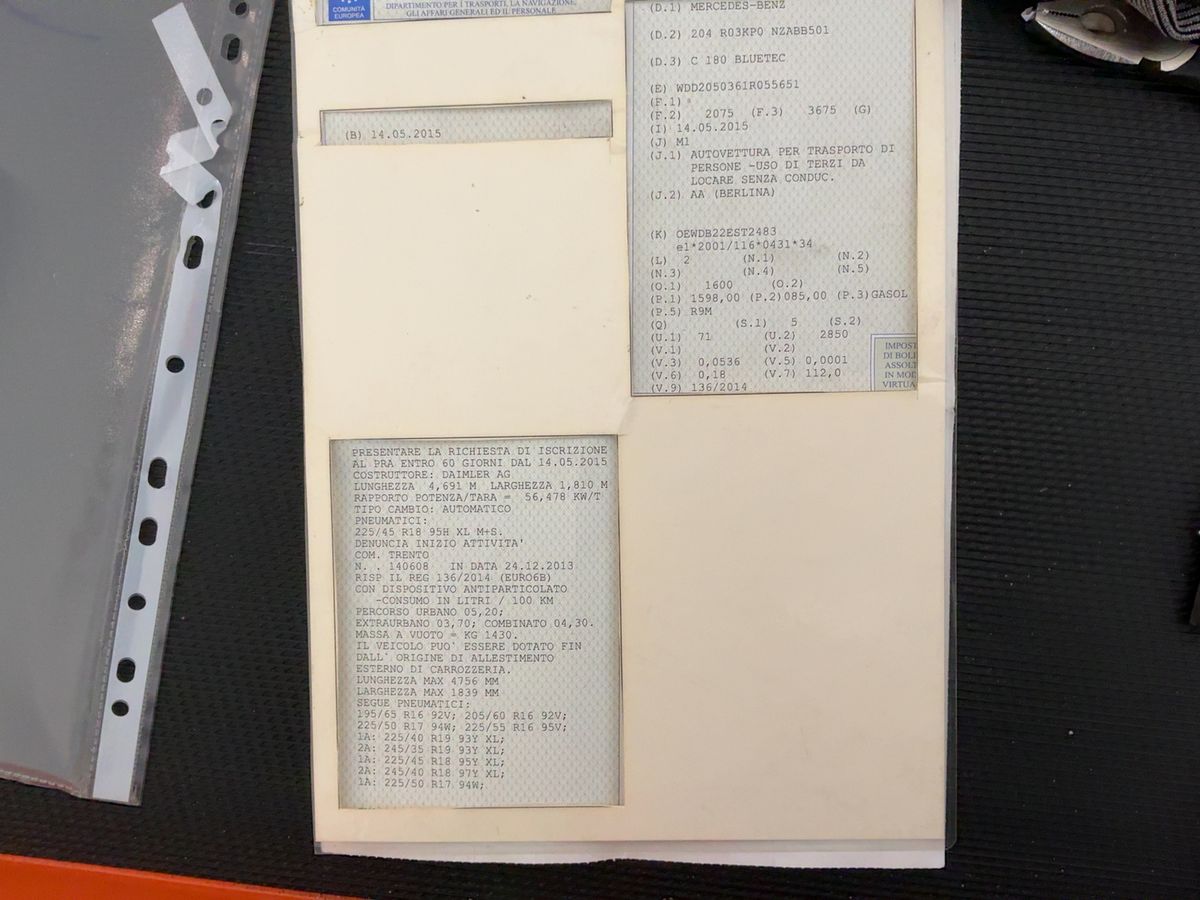 COMUNITÀ
EUROPEA
DIPARTIMENTO PER I TRASPORTI, LA NAVIGAZIONE,
GLI AFFARI GENERALI ED IL PERSONALE
(B) 14.05.2015
(D.1) MERCEDES-BENZ
(D.2) 204 R03KP0 NZABB501
(D.3) C 180 BLUETEC
(E) WDD2050361R055651
(F.1)
(F.2) 2075 (F.3) 3675 (G)
(I) 14.05.2015
(J) M1
(J.1) AUTOVETTURA PER TRASPORTO DI
PERSONE -USO DI TERZI DA
LOCARE SENZA CONDUC.
(J.2) AA (BERLINA)
(K) OEWDB22EST2483
e1*2001/116*0431*34
(L) 2 (N.1) (N.2)
(N.3) (N.4) (N.5)
(O.1) 1600 (O.2)
(P.1) 1598,00 (P.2)085,00 (P.3)GASOL
(P.5) R9M
(Q) (S.1) 5 (S.2)
(U.1) 71 (U.2) 2850
(V.1) (V.2)
(V.3) 0,0536 (V.5) 0,0001
(V.6) 0,18 (V.7) 112,0
(V.9) 136/2014
IMPOST
DI BOLL
ASSOLT
IN MOD
VIRTUA
PRESENTARE LA RICHIESTA DI ISCRIZIONE
AL PRA ENTRO 60 GIORNI DAL 14.05.2015
COSTRUTTORE: DAIMLER AG
LUNGHEZZA 4,691 M LARGHEZZA 1,810 M
RAPPORTO POTENZA/TARA = 56,478 KW/T
TIPO CAMBIO: AUTOMATICO
PNEUMATICI:
225/45 R18 95H XL M+S.
DENUNCIA INIZIO ATTIVITA'
COM. TRENTO
N. . 140608 IN DATA 24.12.2013
RISP IL REG 136/2014 (EURO6B)
CON DISPOSITIVO ANTIPARTICOLATO
-CONSUMO IN LITRI / 100 KM
PERCORSO URBANO 05,20;
EXTRAURBANO 03,70; COMBINATO 04,30.
MASSA A VUOTO = KG 1430.
IL VEICOLO PUO' ESSERE DOTATO FIN
DALL' ORIGINE DI ALLESTIMENTO
ESTERNO DI CARROZZERIA.
LUNGHEZZA MAX 4756 MM
LARGHEZZA MAX 1839 MM
SEGUE PNEUMATICI:
195/65 R16 92V; 205/60 R16 92V;
225/50 R17 94W; 225/55 R16 95V;
1A: 225/40 R19 93Y XL;
2A: 245/35 R19 93Y XL;
1A: 225/45 R18 95Y XL;
2A: 245/40 R18 97Y XL;
1A: 225/50 R17 94W;